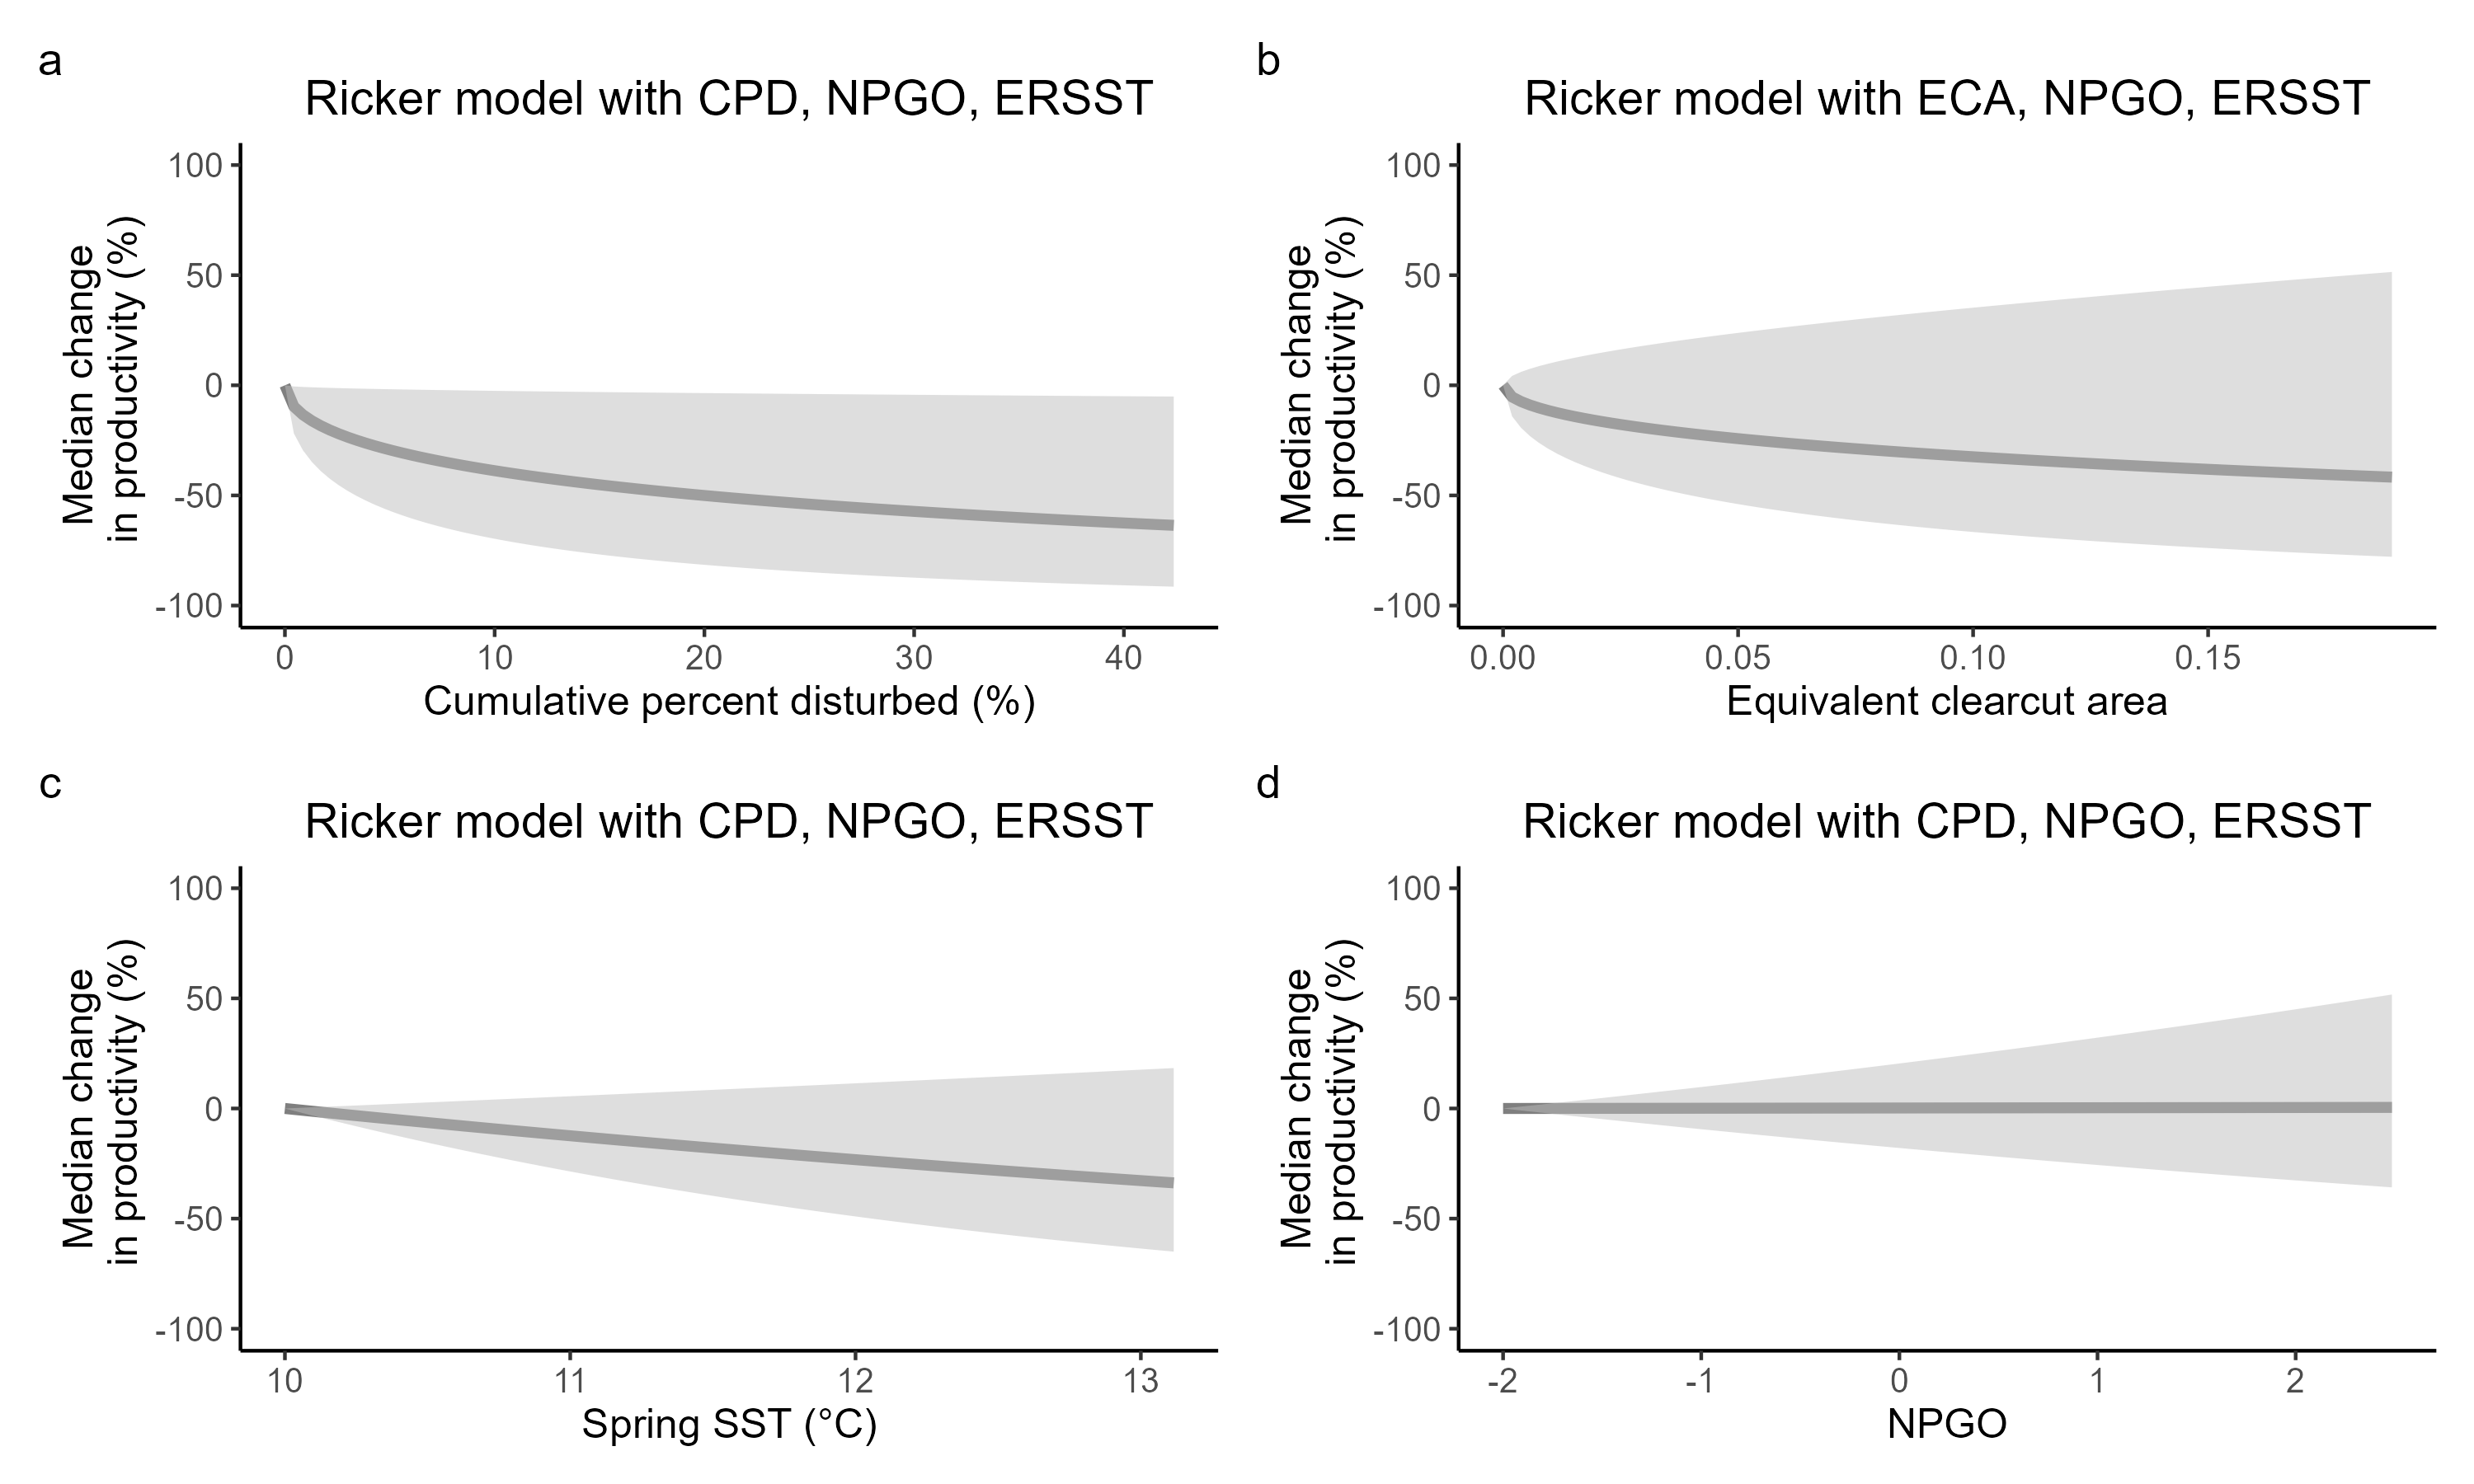 a
Ricker model with CPD, NPGO, ERSST
Median change
in productivity (%)
100
50
0
-50
-100
0 10 20 30 40
Cumulative percent disturbed (%)
b
Ricker model with ECA, NPGO, ERSST
Median change
in productivity (%)
100
50
0
-50
-100
0.00 0.05 0.10 0.15
Equivalent clearcut area
c
Ricker model with CPD, NPGO, ERSST
Median change
in productivity (%)
100
50
0
-50
-100
10 11 12 13
Spring SST (°C)
d
Ricker model with CPD, NPGO, ERSST
Median change
in productivity (%)
100
50
0
-50
-100
-2 -1 0 1 2
NPGO